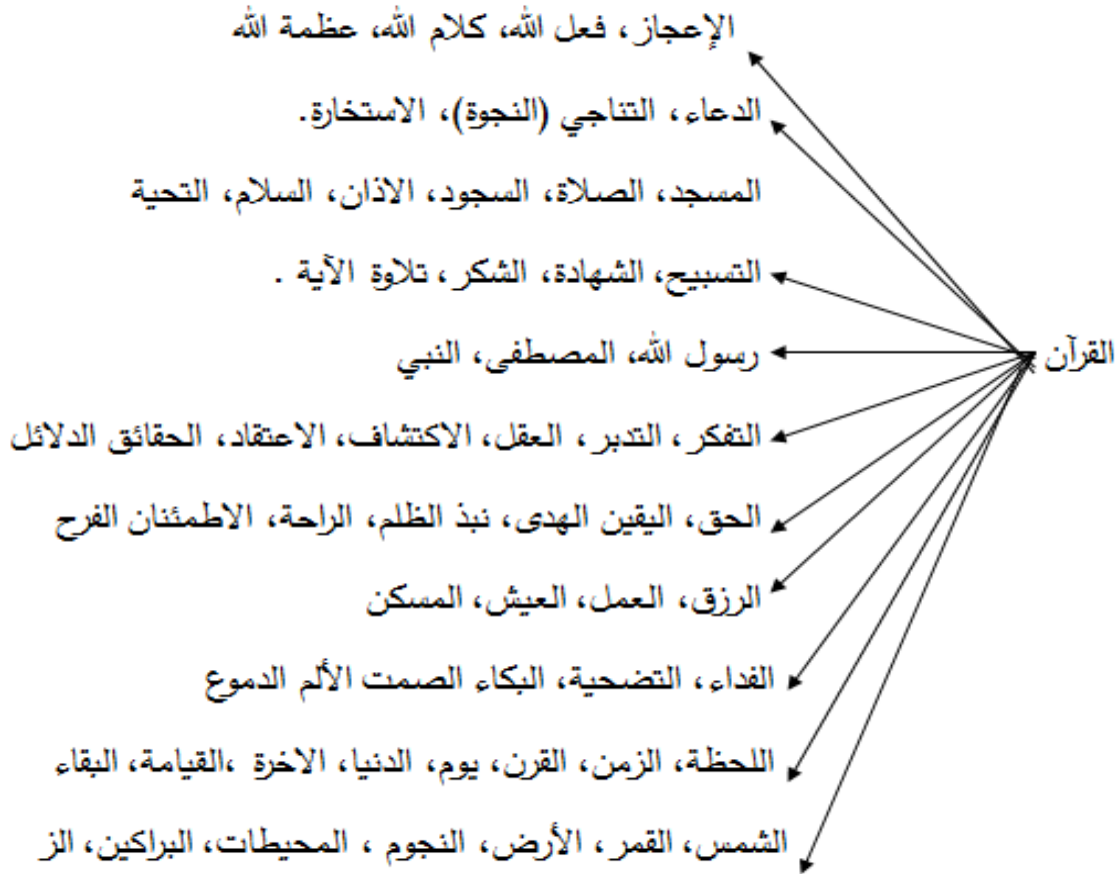 الإعجاز، فعل الله، كلام الله، عظمة الله
الدعاء، التناجي (النجوة)، الاستخارة.
المسجد، الصلاة، السجود، الاذان، السلام، التحية
التسبيح، الشهادة، الشكر، تلاوة الآية .
القرآن
رسول الله، المصطفى، النبي
التفكر، التدبر، العقل، الاكتشاف، الاعتقاد، الحقائق الدلائل
الحق، اليقين الهدى، نبذ الظلم، الراحة، الاطمئنان الفرح
الرزق، العمل، العيش، المسكن
الفداء، التضحية، البكاء الصمت الألم الدموع
اللحظة، الزمن، القرن، يوم، الدنيا، الاخرة ،القيامة، البقاء
الشمس، القمر، الأرض، النجوم ، المحيطات، البراكين، الز